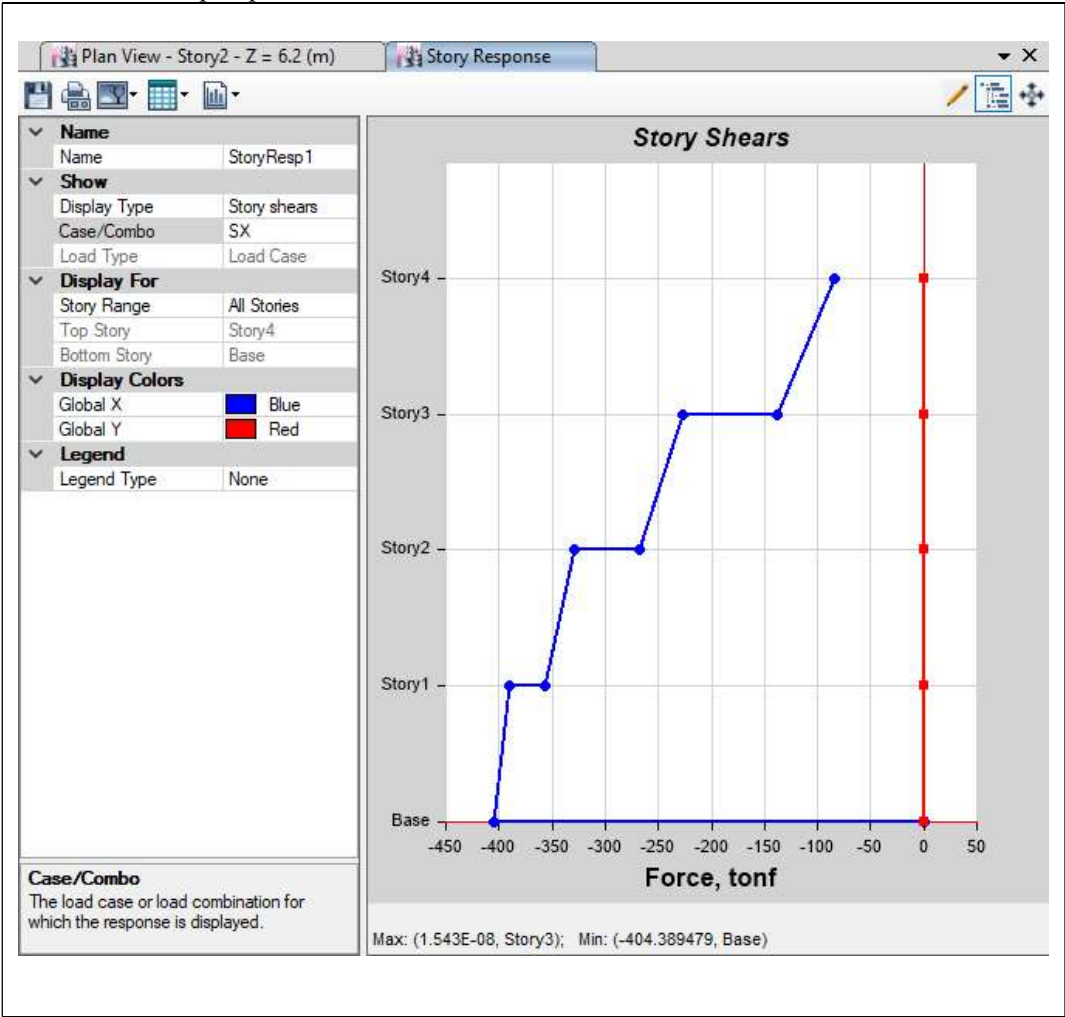 Plan View - Story2 - Z = 6.2 (m)
Story Response
Name
Name StoryResp1
Show
Display Type Story shears
Case/Combo SX
Load Type Load Case
Display For
Story Range All Stories
Top Story Story4
Bottom Story Base
Display Colors
Global X Blue
Global Y Red
Legend
Legend Type None
Case/Combo
The load case or load combination for
which the response is displayed.
Story Shears
Story4
Story3
Story2
Story1
Base
-450 -400 -350 -300 -250 -200 -150 -100 -50 0 50
Force, tonf
Max: (1.543E-08, Story3); Min: (-404.389479, Base)